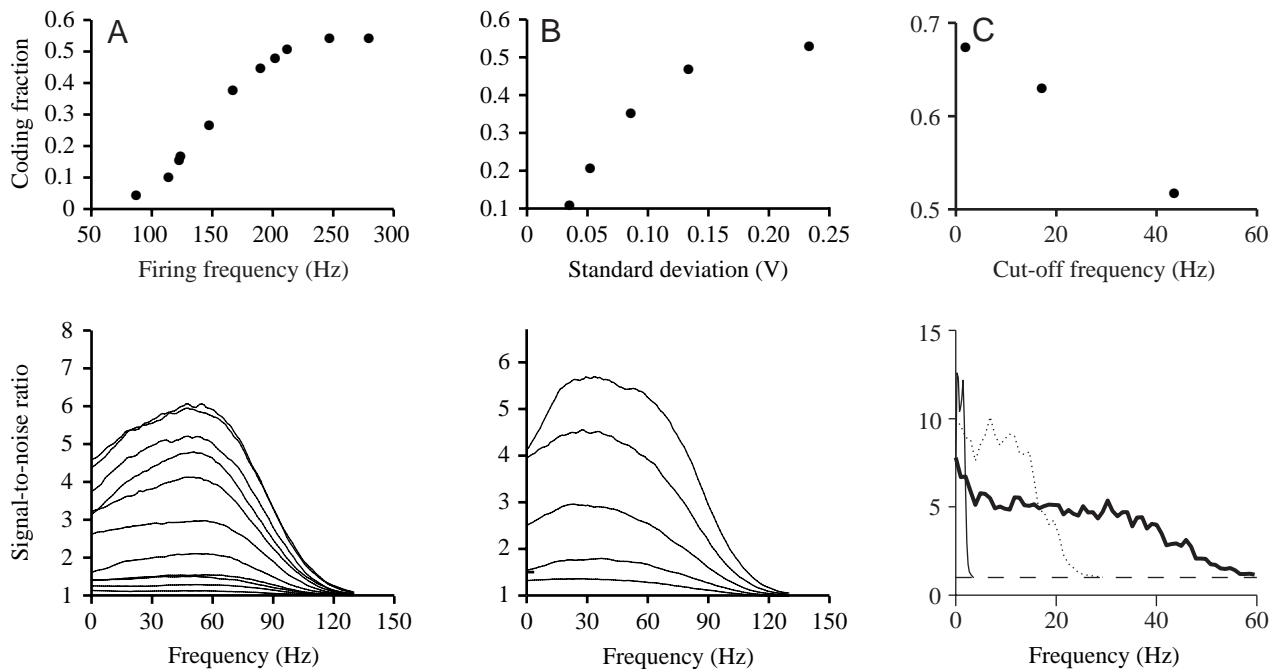 A
Coding fraction
0.6
0.5
0.4
0.3
0.2
0.1
0
50 100 150 200 250 300
Firing frequency (Hz)
B
0.6
0.5
0.4
0.3
0.2
0.1
0 0.05 0.10 0.15 0.20 0.25
Standard deviation (V)
C
0.7
0.6
0.5
0 20 40 60
Cut-off frequency (Hz)
Signal-to-noise ratio
8
7
6
5
4
3
2
1
0 30 60 90 120 150
Frequency (Hz)
6
5
4
3
2
1
0 30 60 90 120 150
Frequency (Hz)
15
10
5
0
0 20 40 60
Frequency (Hz)